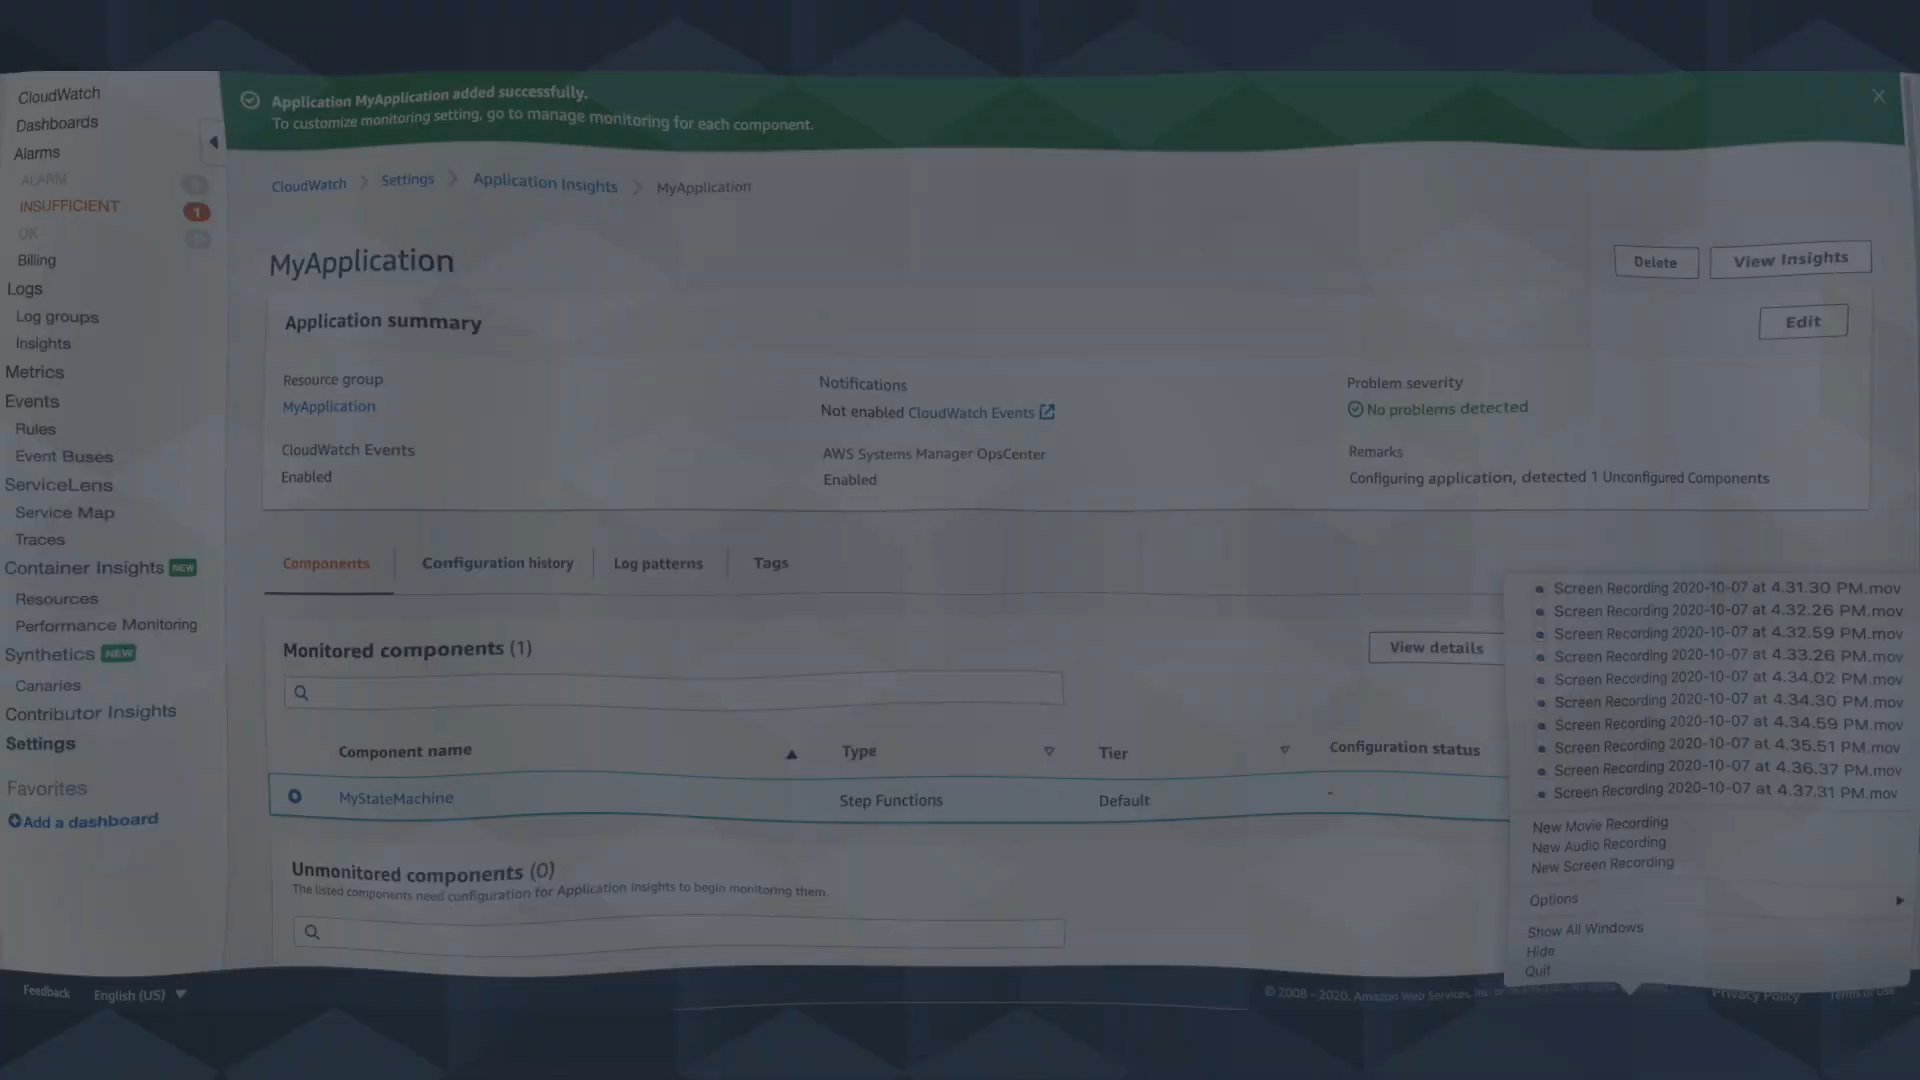 CloudWatch
Dashboards
Alarms
ALARM
INSUFFICIENT 1
OK
Billing
Logs
Log groups
Insights
Metrics
Events
Rules
Event Buses
ServiceLens
Service Map
Traces
Container Insights NEW
Resources
Performance Monitoring
Synthetics NEW
Canaries
Contributor Insights
Settings
Favorites
Add a dashboard
Application MyApplication added successfully.
To customize monitoring setting, go to manage monitoring for each component.
CloudWatch Settings Application Insights MyApplication
MyApplication
Delete View Insights
Application summary
Edit
Resource group
MyApplication
CloudWatch Events
Enabled
Notifications
Not enabled CloudWatch Events
AWS Systems Manager OpsCenter
Enabled
Problem severity
No problems detected
Remarks
Configuring application, detected 1 Unconfigured Components
Components Configuration history Log patterns Tags
Monitored components (1)
View details
Component name Type Tier Configuration status
MyStateMachine Step Functions Default -
Unmonitored components (0)
The listed components need configuration for Application Insights to begin monitoring them.
Screen Recording 2020-10-07 at 4.31.30 PM.mov
Screen Recording 2020-10-07 at 4.32.26 PM.mov
Screen Recording 2020-10-07 at 4.32.59 PM.mov
Screen Recording 2020-10-07 at 4.33.26 PM.mov
Screen Recording 2020-10-07 at 4.34.02 PM.mov
Screen Recording 2020-10-07 at 4.34.30 PM.mov
Screen Recording 2020-10-07 at 4.34.59 PM.mov
Screen Recording 2020-10-07 at 4.35.51 PM.mov
Screen Recording 2020-10-07 at 4.36.37 PM.mov
Screen Recording 2020-10-07 at 4.37.31 PM.mov
New Movie Recording
New Audio Recording
New Screen Recording
Options
Show All Windows
Hide
Quit
Feedback English (US)
© 2008 - 2020, Amazon Web Services, Inc.
Privacy Policy Terms of Use